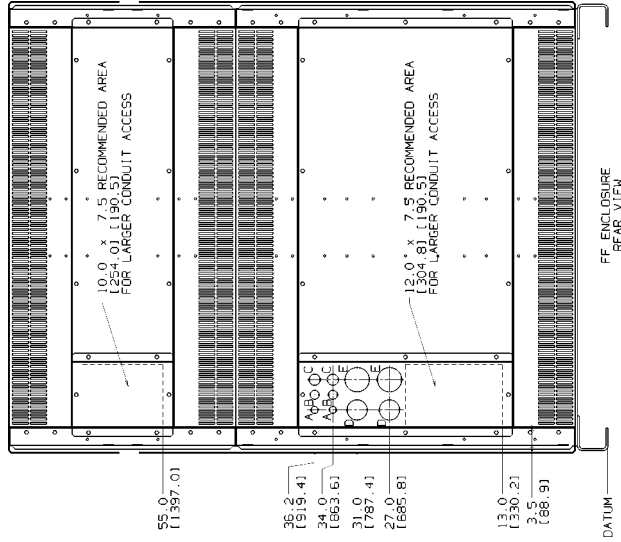 10.0 x 7.5 RECOMMENDED AREA
[254.0] [190.5]
FOR LARGER CONDUIT ACCESS
12.0 x 7.5 RECOMMENDED AREA
[304.8] [190.5]
FOR LARGER CONDUIT ACCESS
A B C
A B C
D E
D E
55.0
[1397.0]
36.2
[919.4]
34.0
[863.6]
31.0
[787.4]
27.0
[685.8]
13.0
[330.2]
3.5
[88.9]
DATUM
FF ENCLOSURE
REAR VIEW